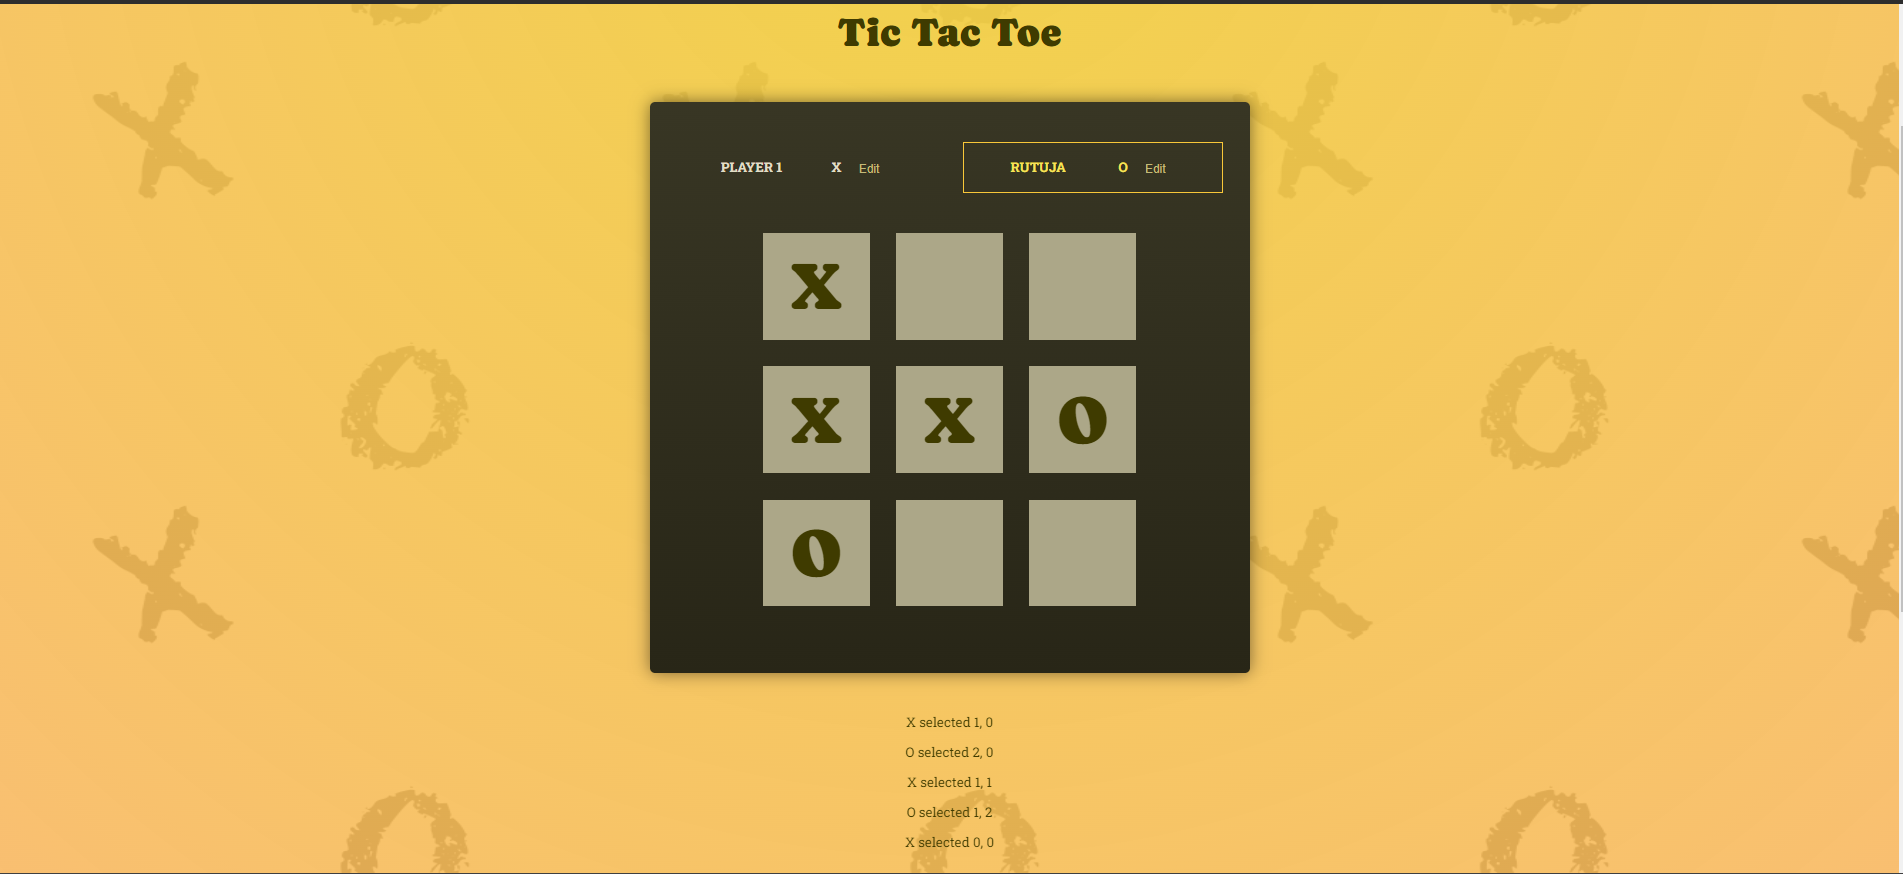 Tic Tac Toe
PLAYER 1 X Edit RUTUJA O Edit
X
X X O
O
X selected 1, 0
O selected 2, 0
X selected 1, 1
O selected 1, 2
X selected 0, 0